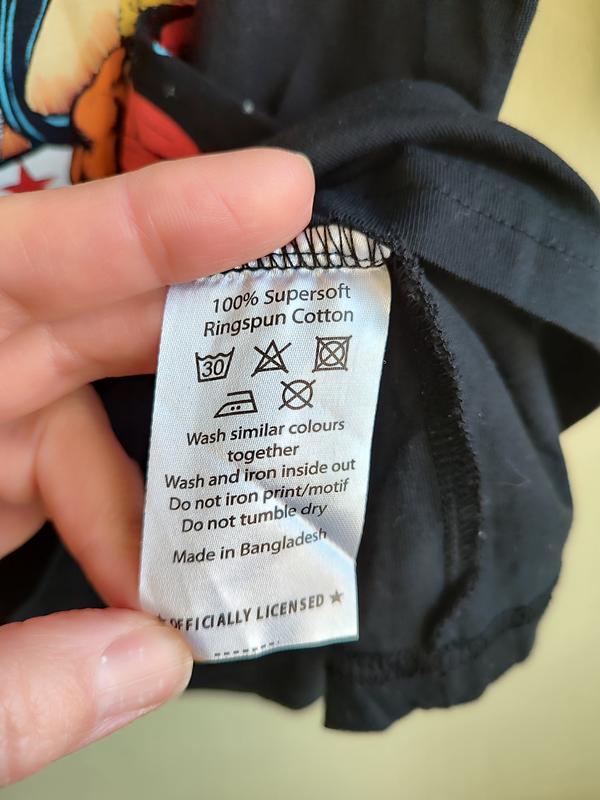 100% Supersoft
Ringspun Cotton
30
Wash similar colours
together
Wash and iron inside out
Do not iron print/motif
Do not tumble dry
Made in Bangladesh
★ OFFICIALLY LICENSED ★